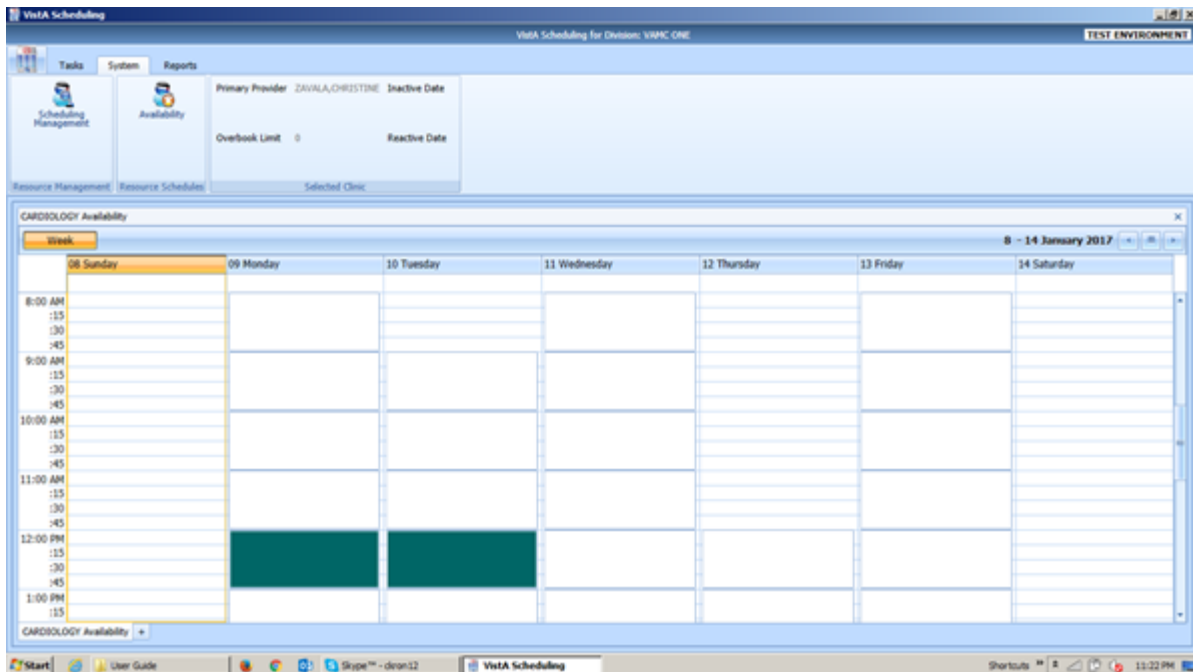 VistA Scheduling
VistA Scheduling for Division: VAMC ONE
TEST ENVIRONMENT
Tasks System Reports
Scheduling Management
Availability
Primary Provider ZAVALA,CHRISTINE Inactive Date
Overbook Limit 0 Reactive Date
Resource Management Resource Schedules Selected Clinic
CARDIOLOGY Availability
Week 8 - 14 January 2017
08 Sunday 09 Monday 10 Tuesday 11 Wednesday 12 Thursday 13 Friday 14 Saturday
8:00 AM
:15
:30
:45
9:00 AM
:15
:30
:45
10:00 AM
:15
:30
:45
11:00 AM
:15
:30
:45
12:00 PM
:15
:30
:45
1:00 PM
:15
CARDIOLOGY Availability +
Start User Guide Skype™ - diron12 VistA Scheduling Shortcuts 11:22 PM